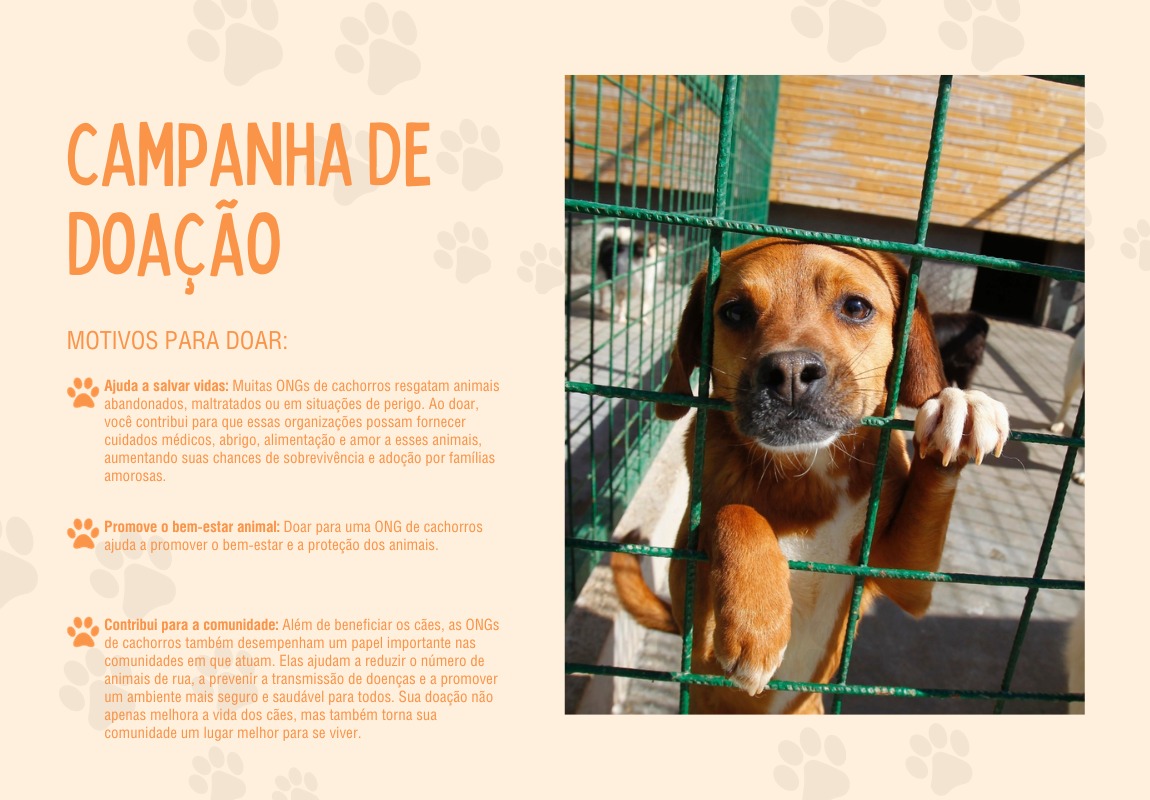 CAMPANHA DE
DOAÇÃO
MOTIVOS PARA DOAR:
Ajuda a salvar vidas: Muitas ONGs de cachorros resgatam animais
abandonados, maltratados ou em situações de perigo. Ao doar,
você contribui para que essas organizações possam fornecer
cuidados médicos, abrigo, alimentação e amor a esses animais,
aumentando suas chances de sobrevivência e adoção por famílias
amorosas.
Promove o bem-estar animal: Doar para uma ONG de cachorros
ajuda a promover o bem-estar e a proteção dos animais.
Contribui para a comunidade: Além de beneficiar os cães, as ONGs
de cachorros também desempenham um papel importante nas
comunidades em que atuam. Elas ajudam a reduzir o número de
animais de rua, a prevenir a transmissão de doenças e a promover
um ambiente mais seguro e saudável para todos. Sua doação não
apenas melhora a vida dos cães, mas também torna sua
comunidade um lugar melhor para se viver.